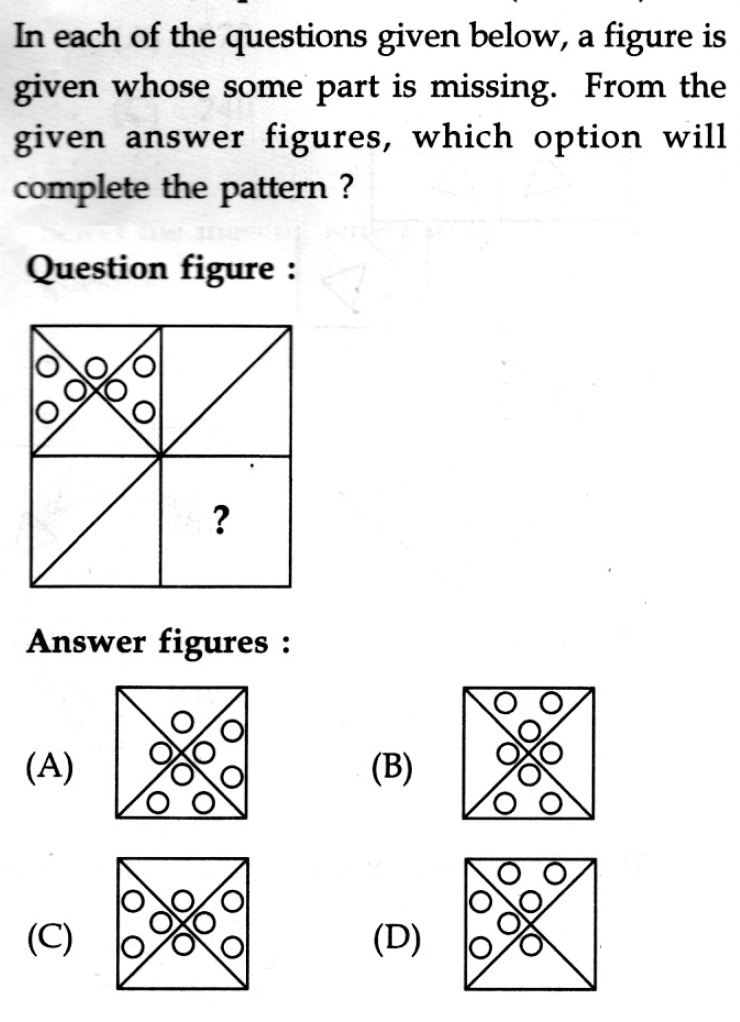 In each of the questions given below, a figure is
given whose some part is missing. From the
given answer figures, which option will
complete the pattern ?
Question figure :
?
Answer figures :
(A)
(B)
(C)
(D)